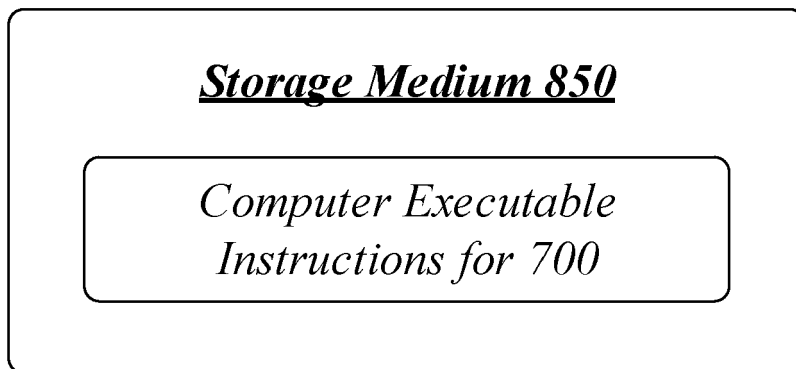 Storage Medium 850
Computer Executable
Instructions for 700